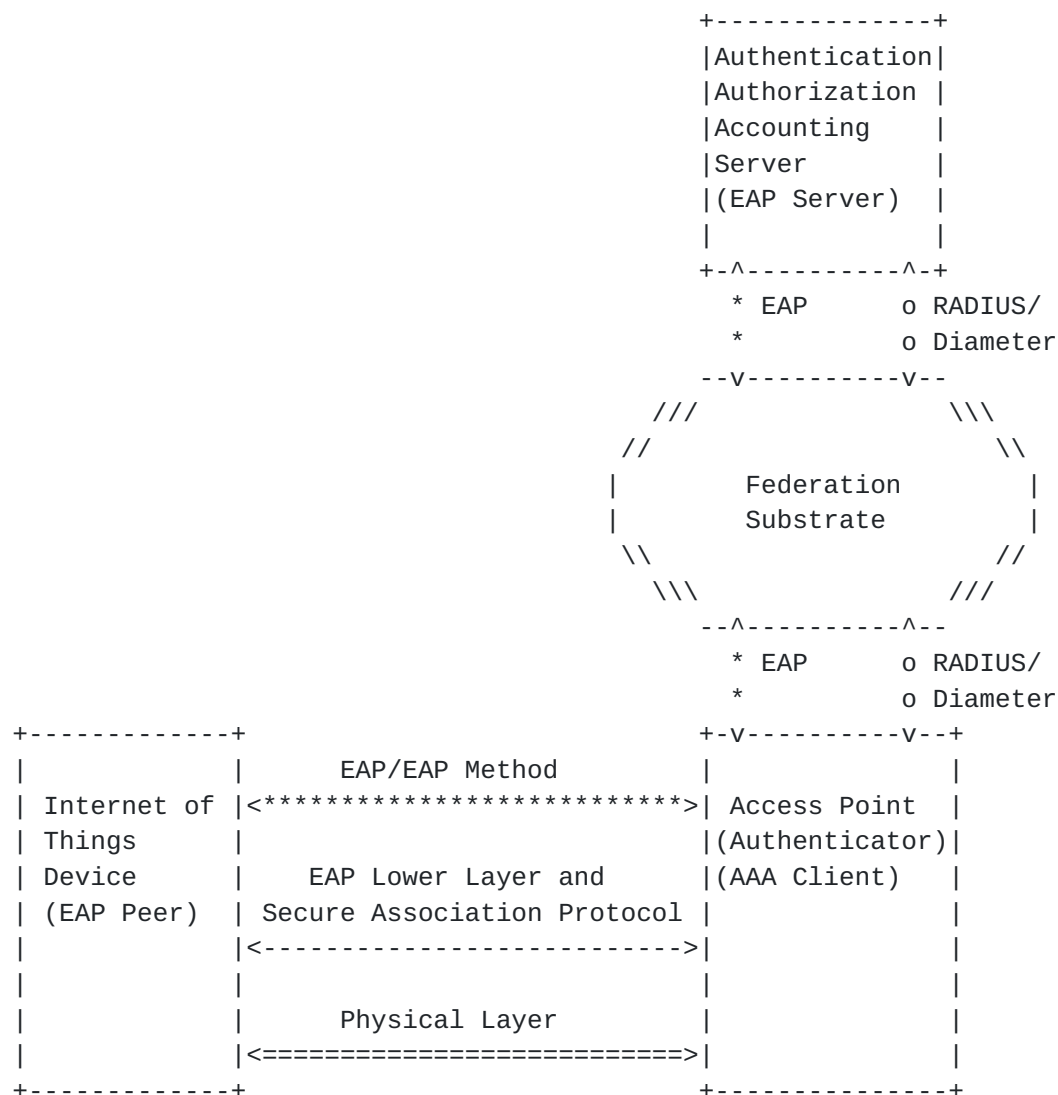 Authentication
Authorization
Accounting
Server
(EAP Server)
* EAP o RADIUS/
* o Diameter
Federation
Substrate
* EAP o RADIUS/
* o Diameter
EAP/EAP Method
Internet of <***************************> Access Point
Things (Authenticator)
Device EAP Lower Layer and (AAA Client)
(EAP Peer) Secure Association Protocol
Physical Layer